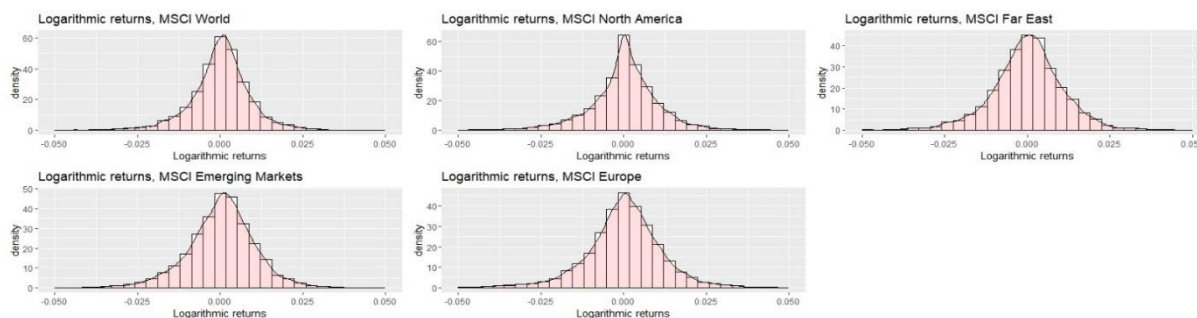 Logarithmic returns, MSCI World
60
40
20
0
density
-0.050 -0.025 0.000 0.025 0.050
Logarithmic returns
Logarithmic returns, MSCI North America
60
40
20
0
density
-0.050 -0.025 0.000 0.025 0.050
Logarithmic returns
Logarithmic returns, MSCI Far East
40
30
20
10
0
density
-0.050 -0.025 0.000 0.025 0.050
Logarithmic returns
Logarithmic returns, MSCI Emerging Markets
50
40
30
20
10
0
density
-0.050 -0.025 0.000 0.025 0.050
Logarithmic returns
Logarithmic returns, MSCI Europe
40
30
20
10
0
density
-0.050 -0.025 0.000 0.025 0.050
Logarithmic returns